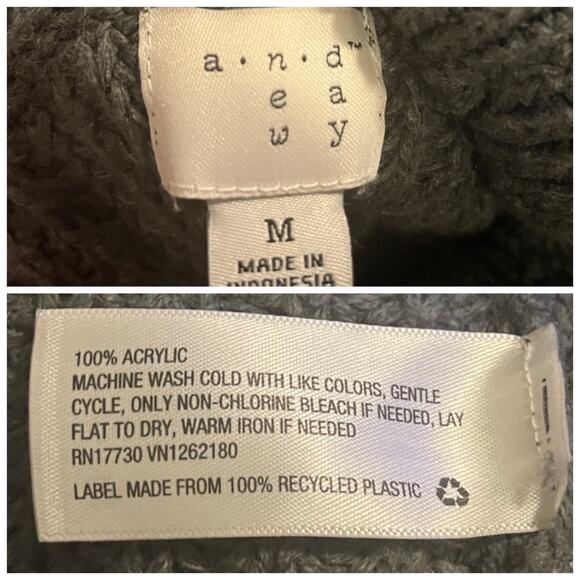 a · n · d™
e a
w y
M
MADE IN
INDONESIA
100% ACRYLIC
MACHINE WASH COLD WITH LIKE COLORS, GENTLE
CYCLE, ONLY NON-CHLORINE BLEACH IF NEEDED, LAY
FLAT TO DRY, WARM IRON IF NEEDED
RN17730 VN1262180
LABEL MADE FROM 100% RECYCLED PLASTIC